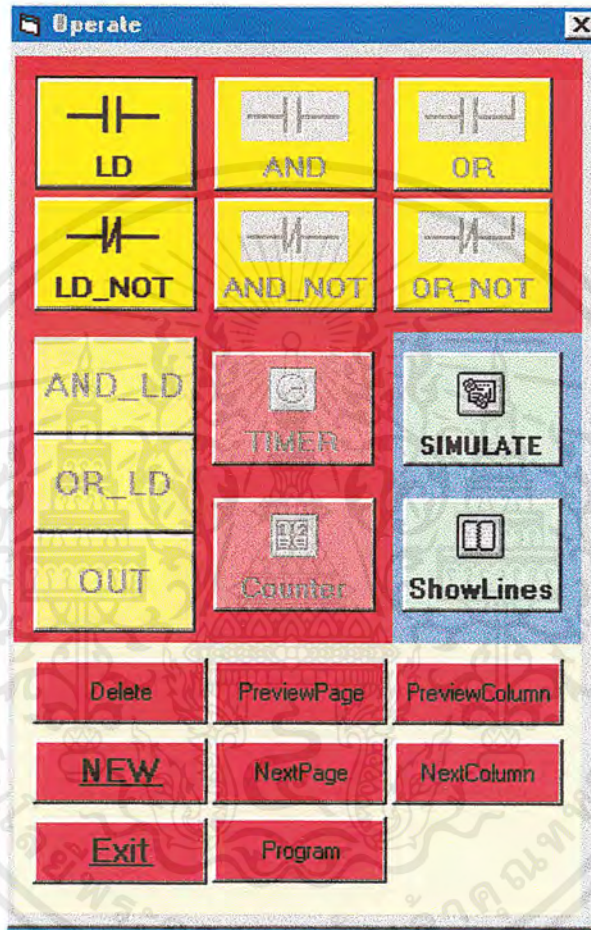 Operate
LD
AND
OR
LD_NOT
AND_NOT
OR_NOT
AND_LD
OR_LD
OUT
TIMER
Counter
SIMULATE
ShowLines
Delete
PreviewPage
PreviewColumn
NEW
NextPage
NextColumn
Exit
Program